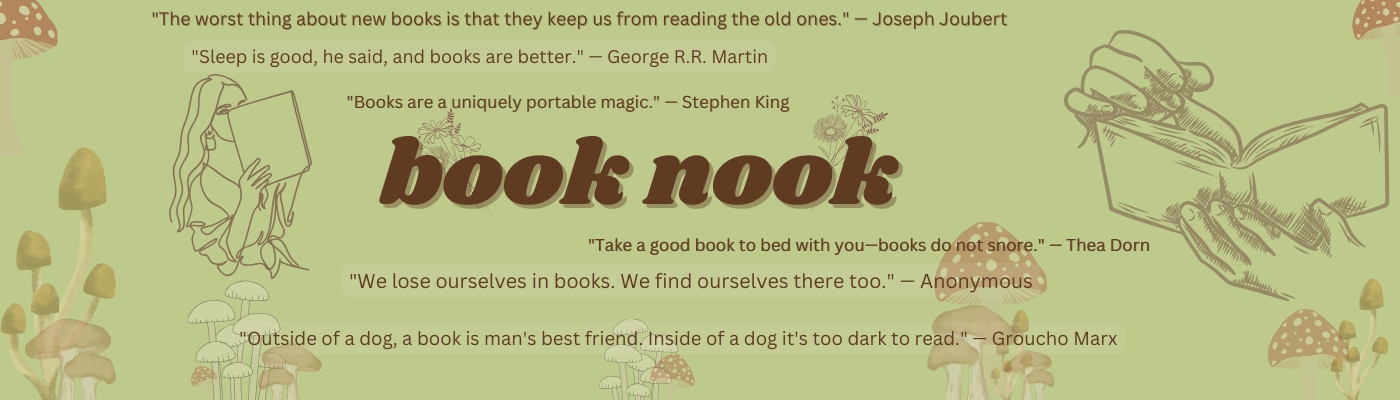 "The worst thing about new books is that they keep us from reading the old ones." — Joseph Joubert
"Sleep is good, he said, and books are better." — George R.R. Martin
"Books are a uniquely portable magic." — Stephen King
book nook
"Take a good book to bed with you—books do not snore." — Thea Dorn
"We lose ourselves in books. We find ourselves there too." — Anonymous
"Outside of a dog, a book is man's best friend. Inside of a dog it's too dark to read." — Groucho Marx